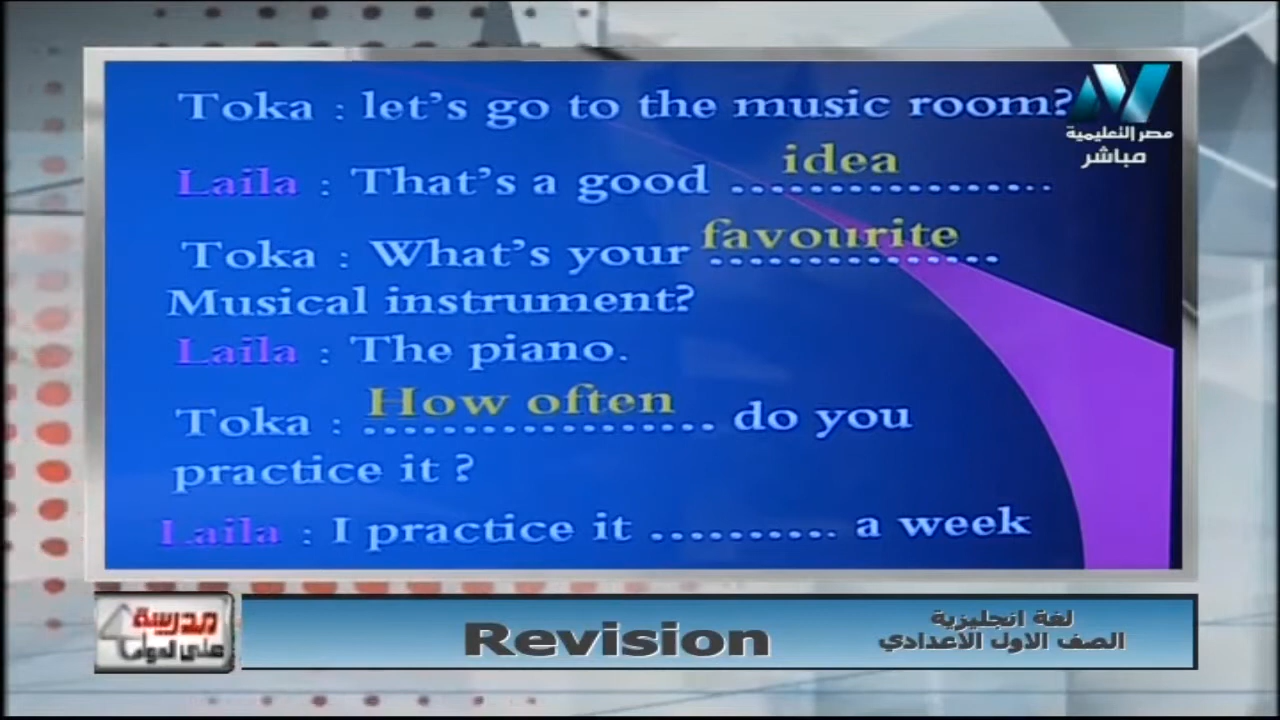 Toka : let's go to the music room?
idea
Laila : That's a good ..................
favourite
Toka : What's your ...............
Musical instrument?
Laila : The piano.
How often
Toka : .................. do you
practice it ?
Laila : I practice it .......... a week
مصر التعليمية
مباشر
مدرسة
على الهواء
Revision
لغة انجليزية
الصف الاول الاعدادي